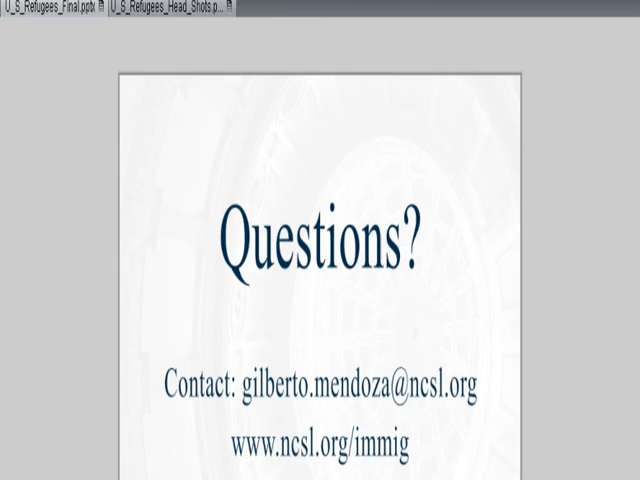 U_S_Refugees_Final.pptx U_S_Refugees_Head_Shots.p...
Questions?
Contact: gilberto.mendoza@ncsl.org
www.ncsl.org/immig